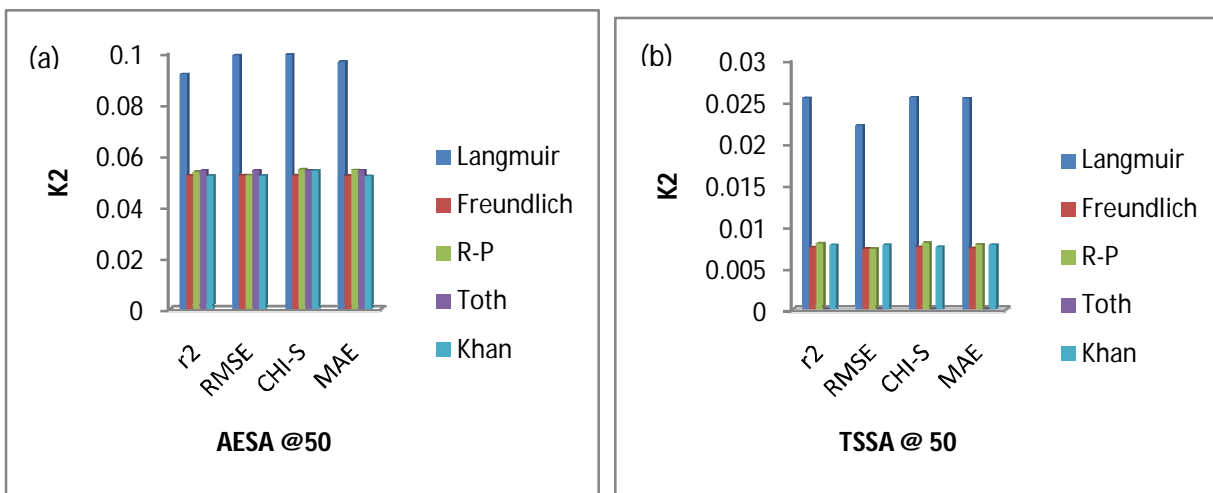 (a)
0.1
0.08
0.06
0.04
0.02
0
K2
r2
RMSE
CHI-S
MAE
AESA @50
Langmuir
Freundlich
R-P
Toth
Khan
(b)
0.03
0.025
0.02
0.015
0.01
0.005
0
K2
r2
RMSE
CHI-S
MAE
TSSA @ 50
Langmuir
Freundlich
R-P
Toth
Khan